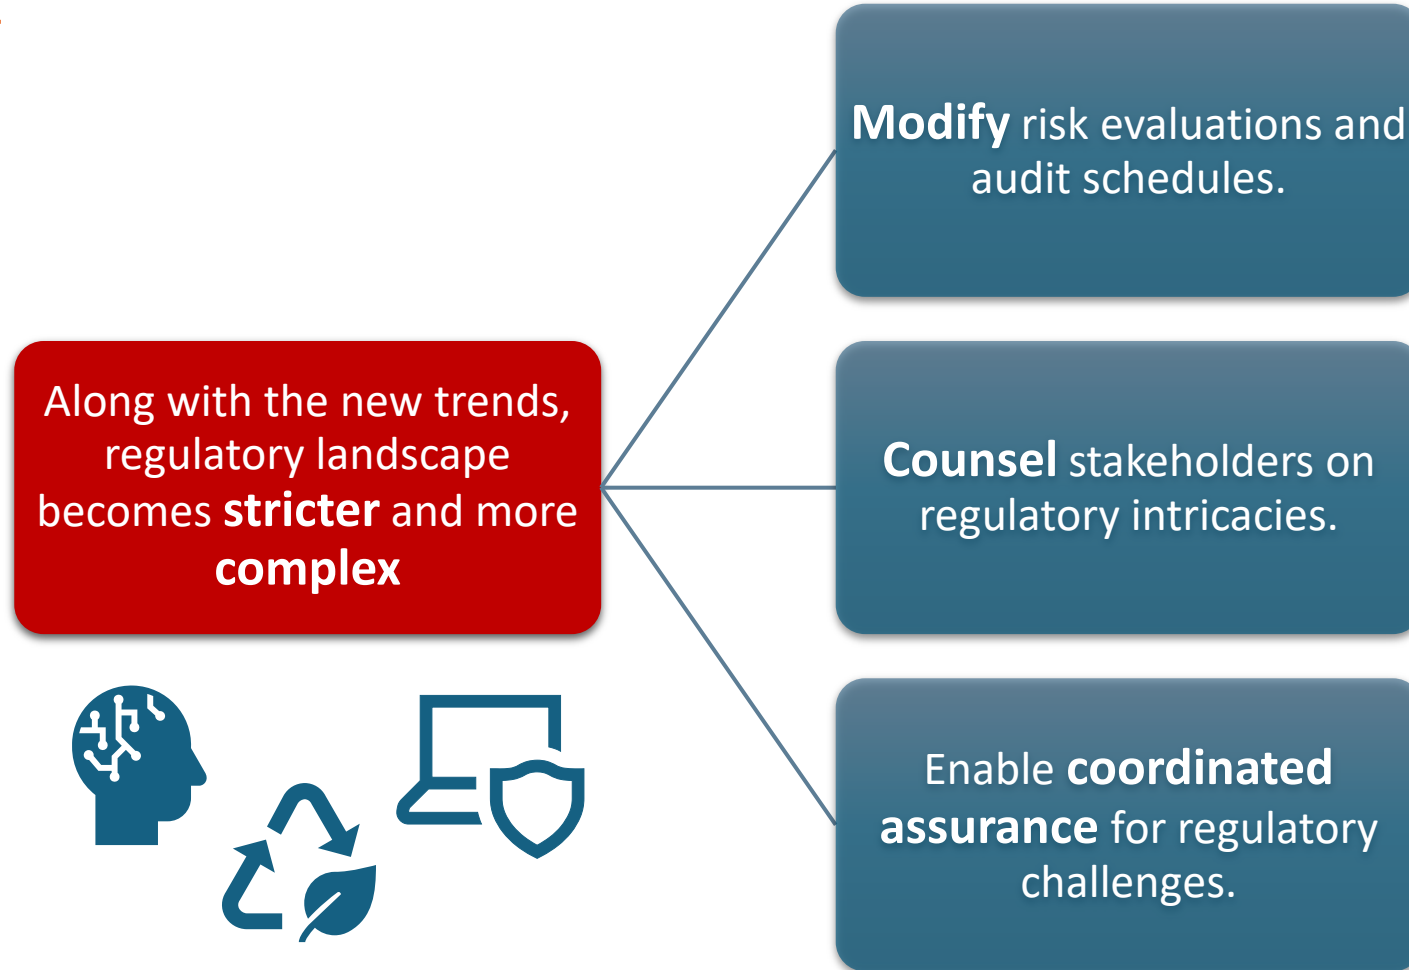 Modify risk evaluations and
audit schedules.
Along with the new trends,
regulatory landscape
becomes stricter and more
complex
Counsel stakeholders on
regulatory intricacies.
Enable coordinated
assurance for regulatory
challenges.